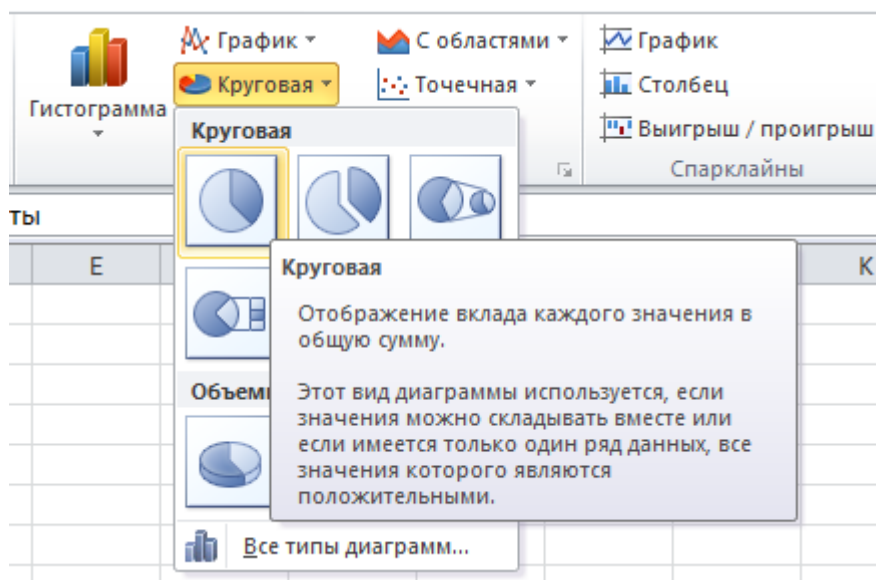 График
С областями
График
Круговая
Точечная
Столбец
Гистограмма
Выигрыш / проигрыш
Спарклайны
Круговая
ты
E
K
Круговая
Отображение вклада каждого значения в
общую сумму.
Этот вид диаграммы используется, если
значения можно складывать вместе или
если имеется только один ряд данных, все
значения которого являются
положительными.
Объем
Все типы диаграмм...